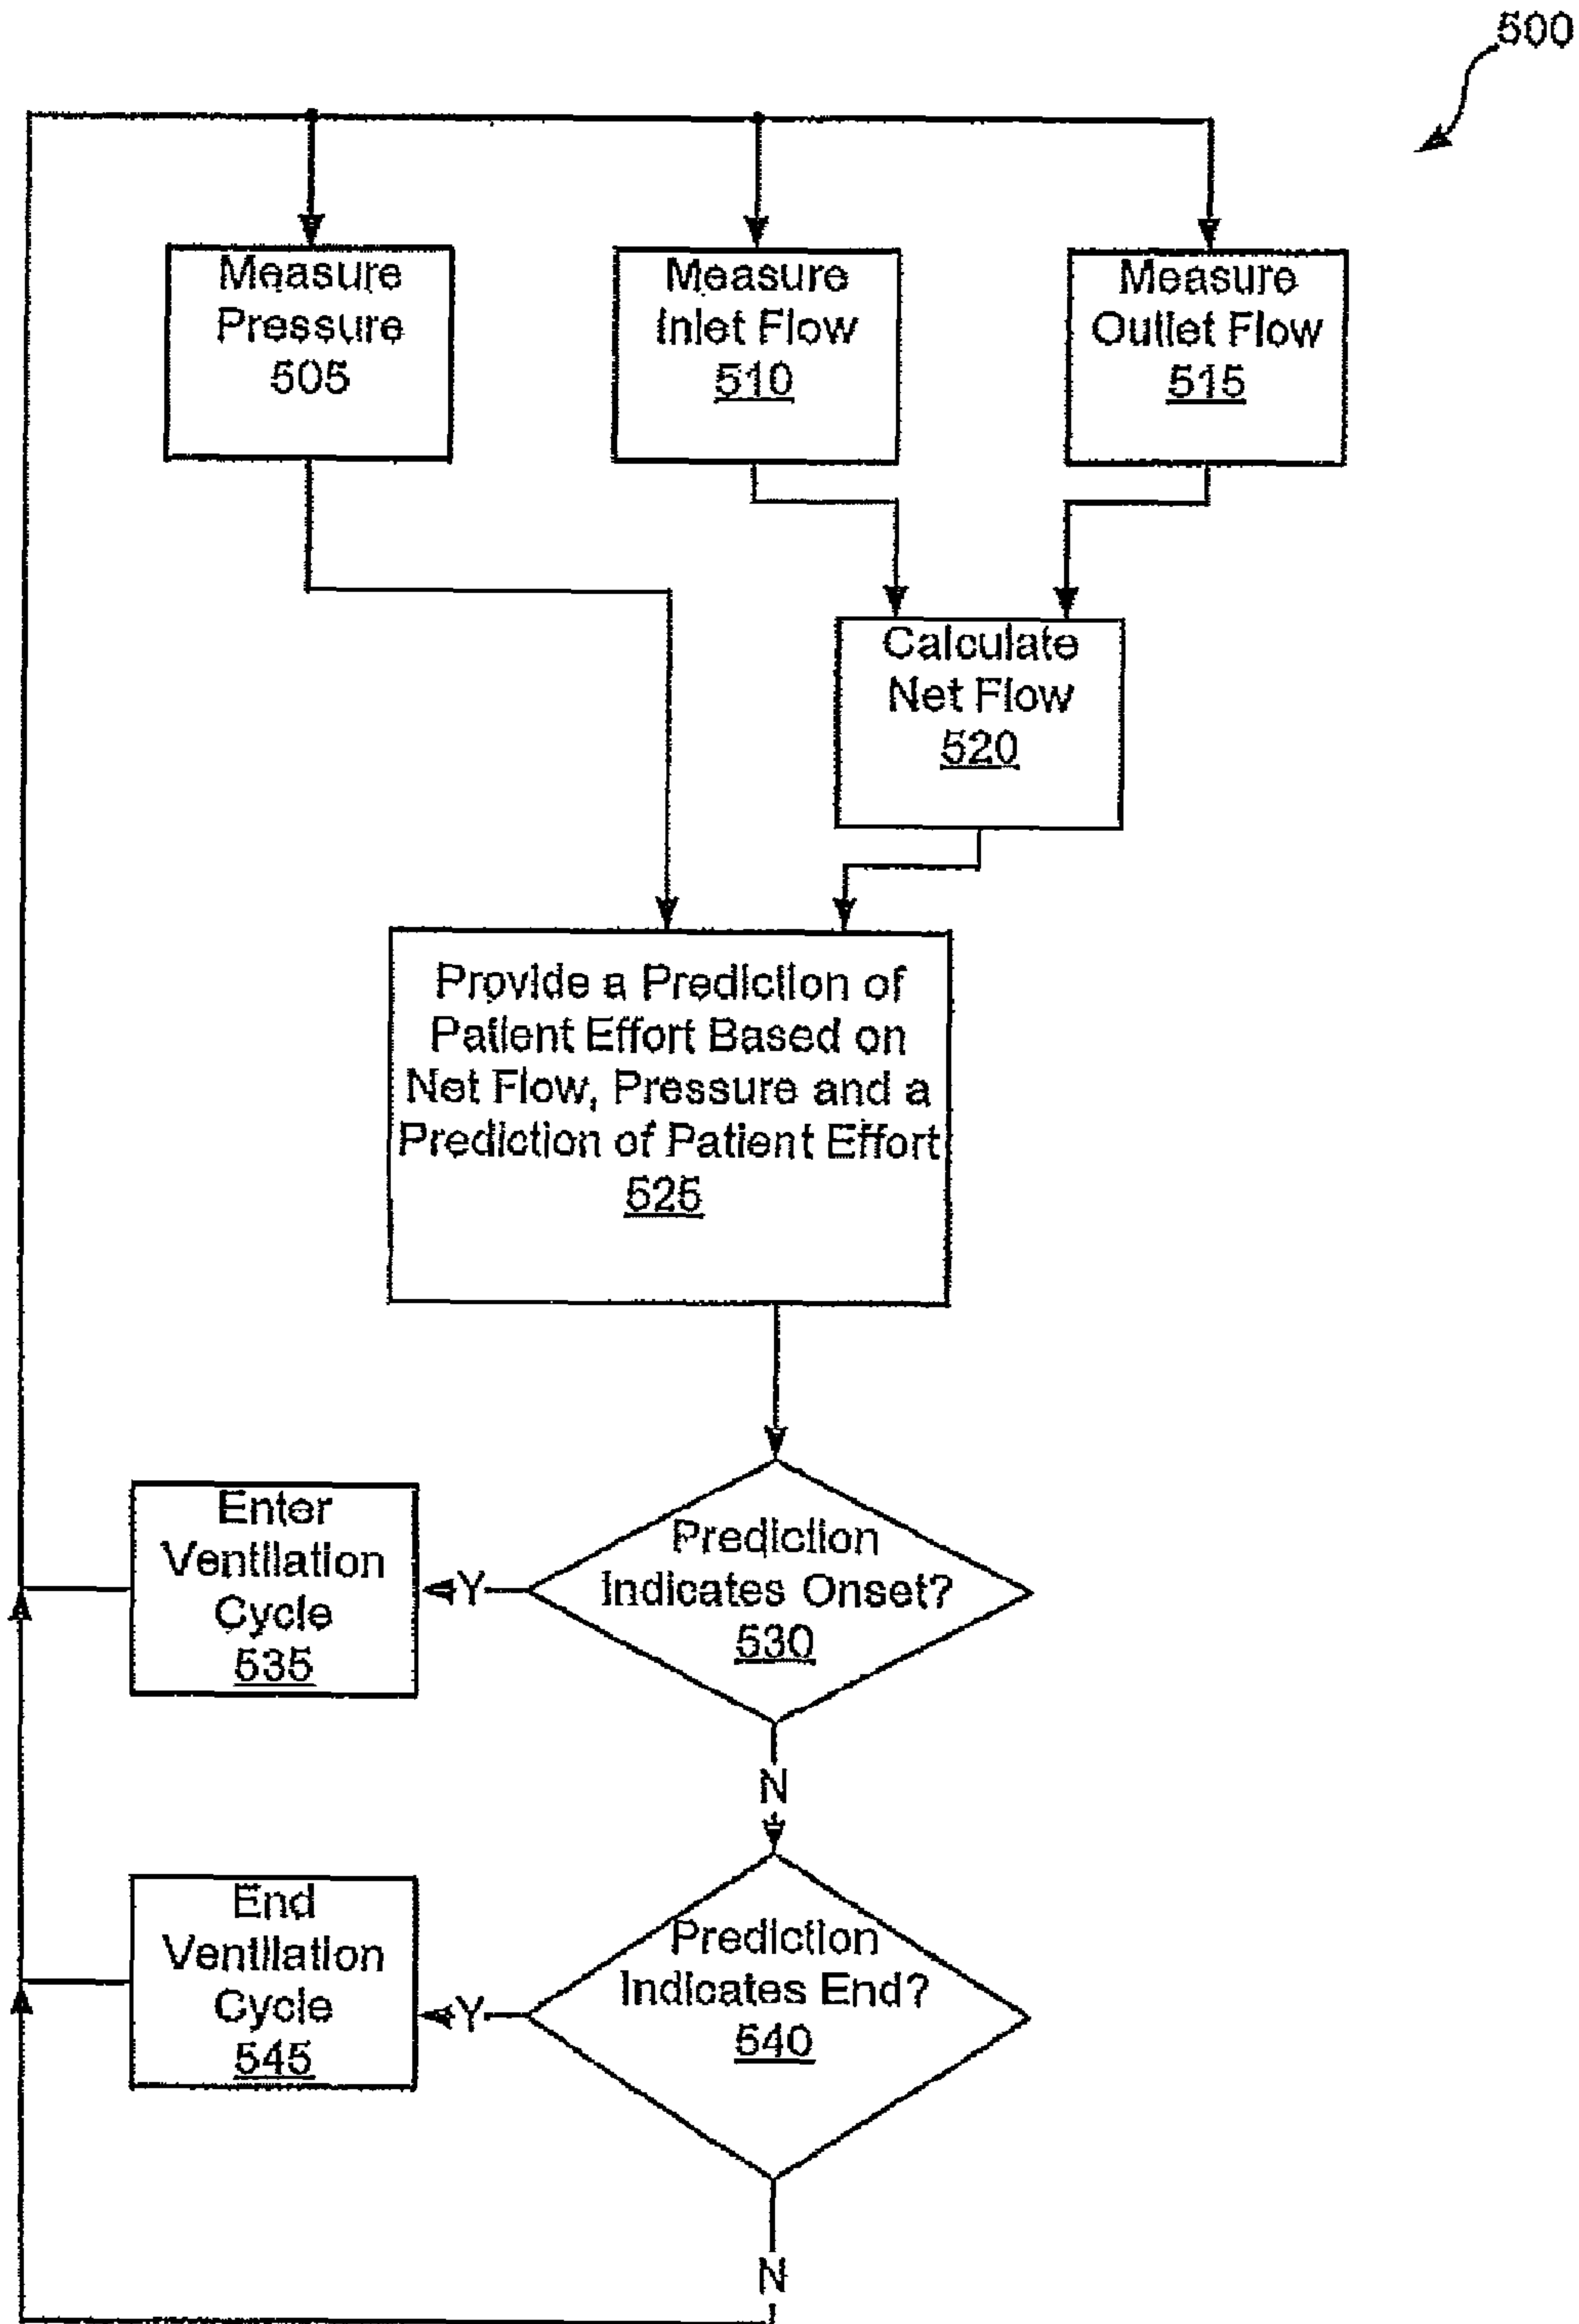 500
Measure
Pressure
505
Measure
Inlet Flow
510
Measure
Outlet Flow
515
Calculate
Net Flow
520
Provide a Prediction of
Patient Effort Based on
Net Flow, Pressure and a
Prediction of Patient Effort
525
Prediction
Indicates Onset?
530
Y
Enter
Ventilation
Cycle
535
N
Prediction
Indicates End?
540
Y
End
Ventilation
Cycle
545
N